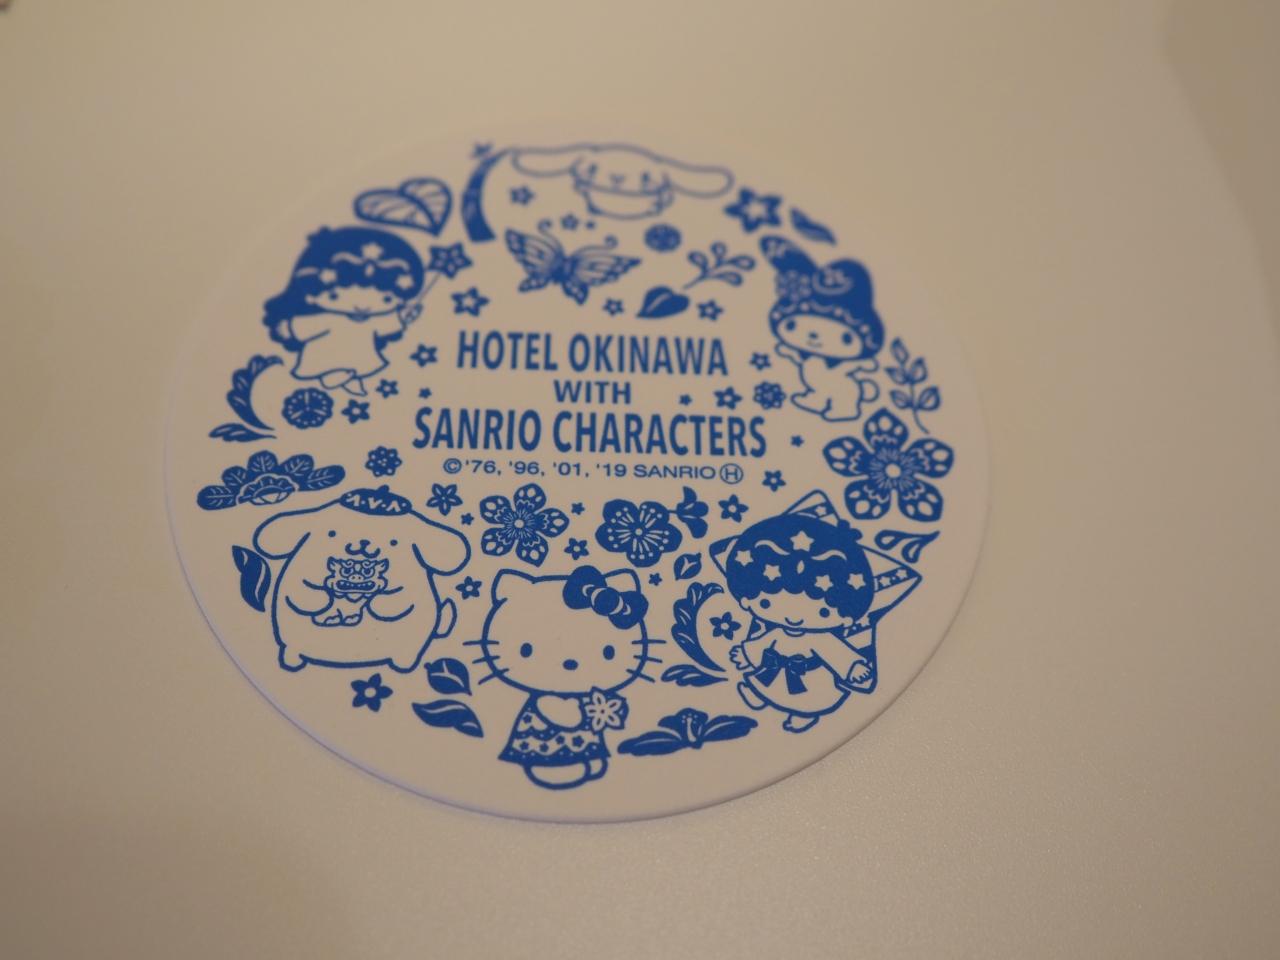 HOTEL OKINAWA
WITH
SANRIO CHARACTERS
©'76, '96, '01, '19 SANRIO Ⓗ